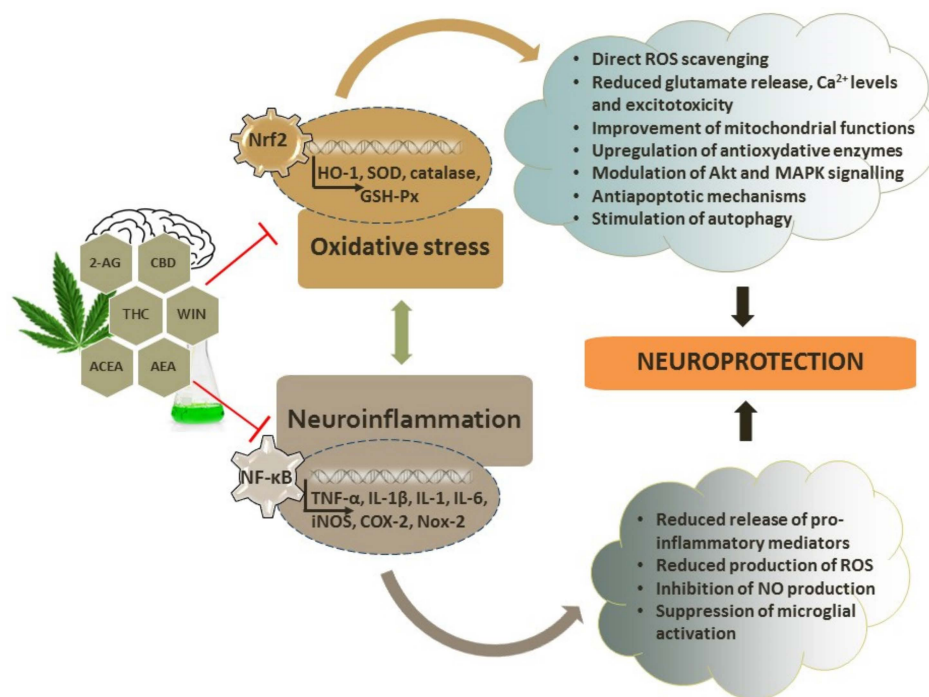 Nrf2
HO-1, SOD, catalase,
GSH-Px
Oxidative stress
2-AG
CBD
THC
WIN
ACEA
AEA
Neuroinflammation
NF-κB
TNF-α, IL-1β, IL-1, IL-6,
iNOS, COX-2, Nox-2
• Direct ROS scavenging
• Reduced glutamate release, Ca²⁺ levels
and excitotoxicity
• Improvement of mitochondrial functions
• Upregulation of antioxydative enzymes
• Modulation of Akt and MAPK signalling
• Antiapoptotic mechanisms
• Stimulation of autophagy
NEUROPROTECTION
• Reduced release of pro-
inflammatory mediators
• Reduced production of ROS
• Inhibition of NO production
• Suppression of microglial
activation